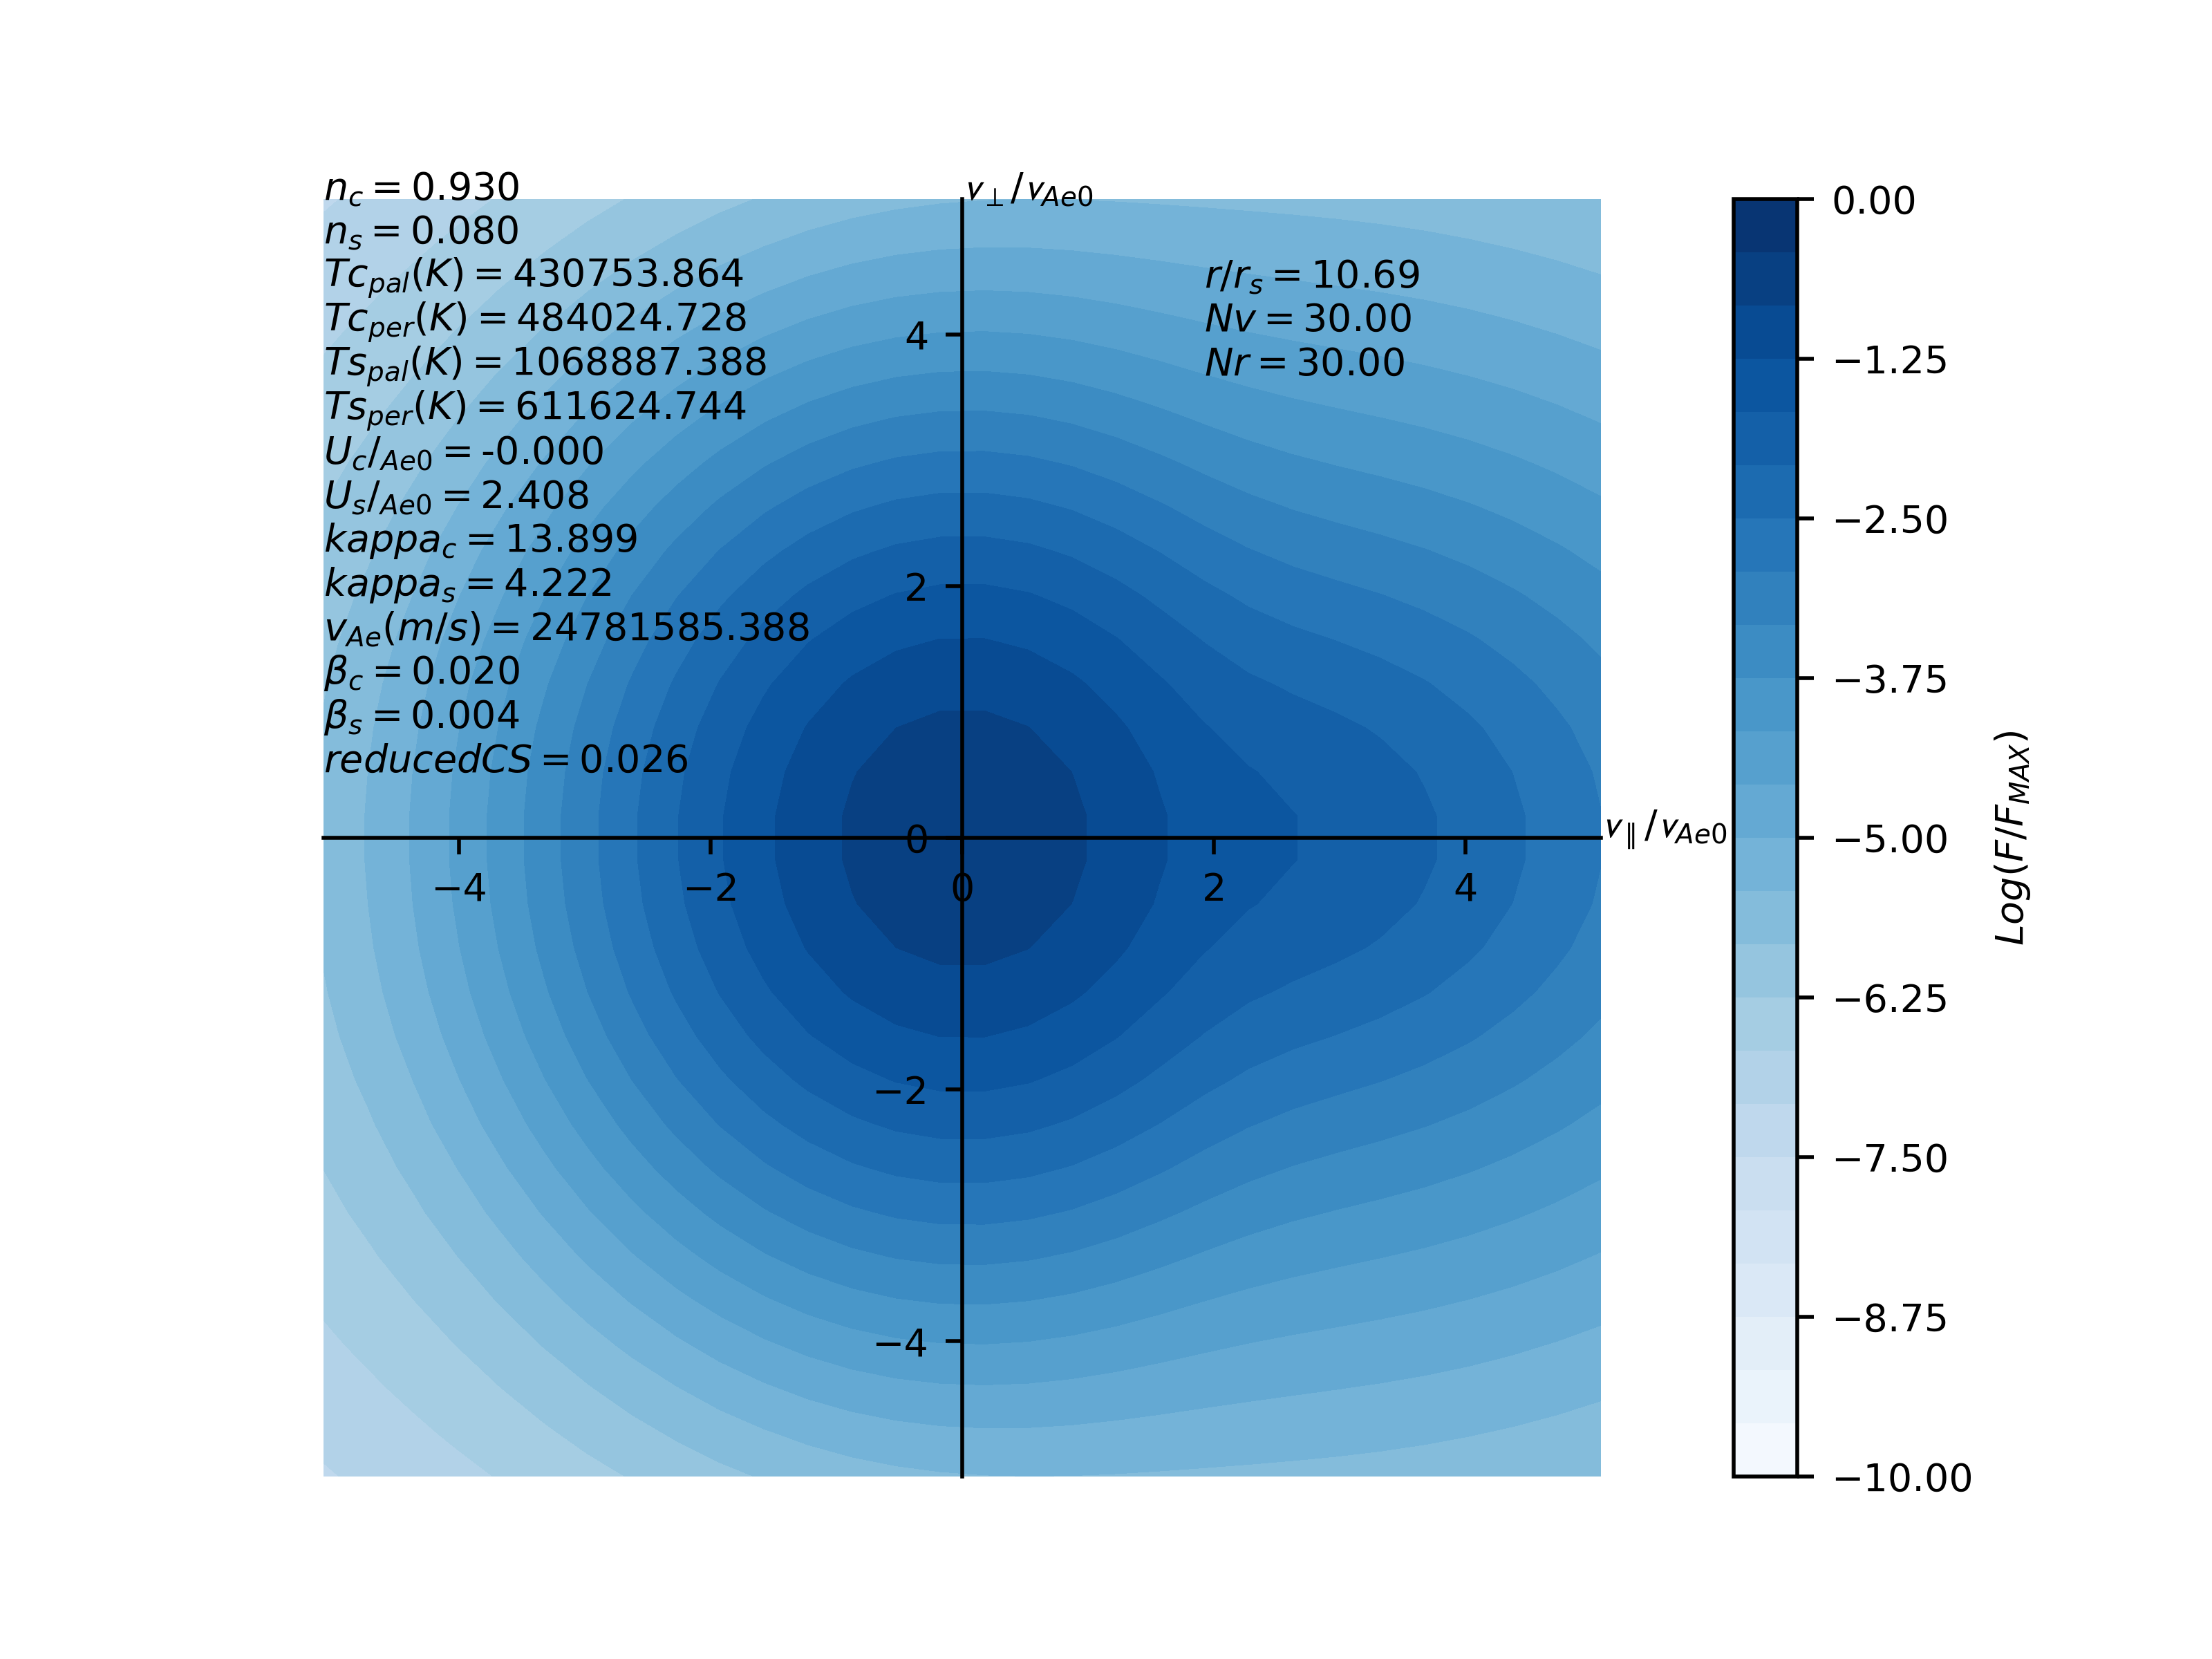 n_c = 0.930
n_s = 0.080
Tc_pal(K) = 430753.864
Tc_per(K) = 484024.728
Ts_pal(K) = 1068887.388
Ts_per(K) = 611624.744
U_c/_Ae0 = -0.000
U_s/_Ae0 = 2.408
kappa_c = 13.899
kappa_s = 4.222
v_Ae(m/s) = 24781585.388
β_c = 0.020
β_s = 0.004
reducedCS = 0.026
v_⊥/v_Ae0
r/r_s = 10.69
Nv = 30.00
Nr = 30.00
4
2
0
−2
−4
−4
−2
0
2
4
v_∥/v_Ae0
0.00
−1.25
−2.50
−3.75
−5.00
−6.25
−7.50
−8.75
−10.00
Log(F/F_MAX)